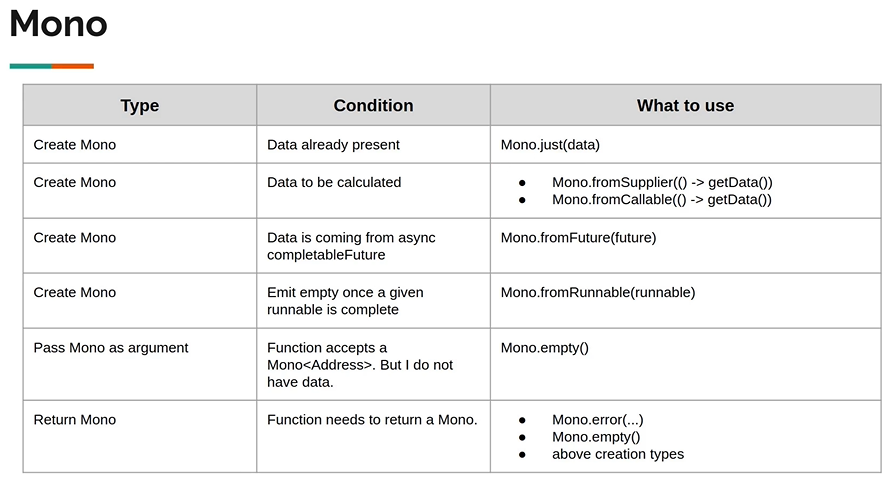 Mono
Type Condition What to use
Create Mono Data already present Mono.just(data)
Create Mono Data to be calculated ● Mono.fromSupplier(() -> getData())
● Mono.fromCallable(() -> getData())
Create Mono Data is coming from async Mono.fromFuture(future)
completableFuture
Create Mono Emit empty once a given Mono.fromRunnable(runnable)
runnable is complete
Pass Mono as argument Function accepts a Mono.empty()
Mono<Address>. But I do not
have data.
Return Mono Function needs to return a Mono. ● Mono.error(...)
● Mono.empty()
● above creation types